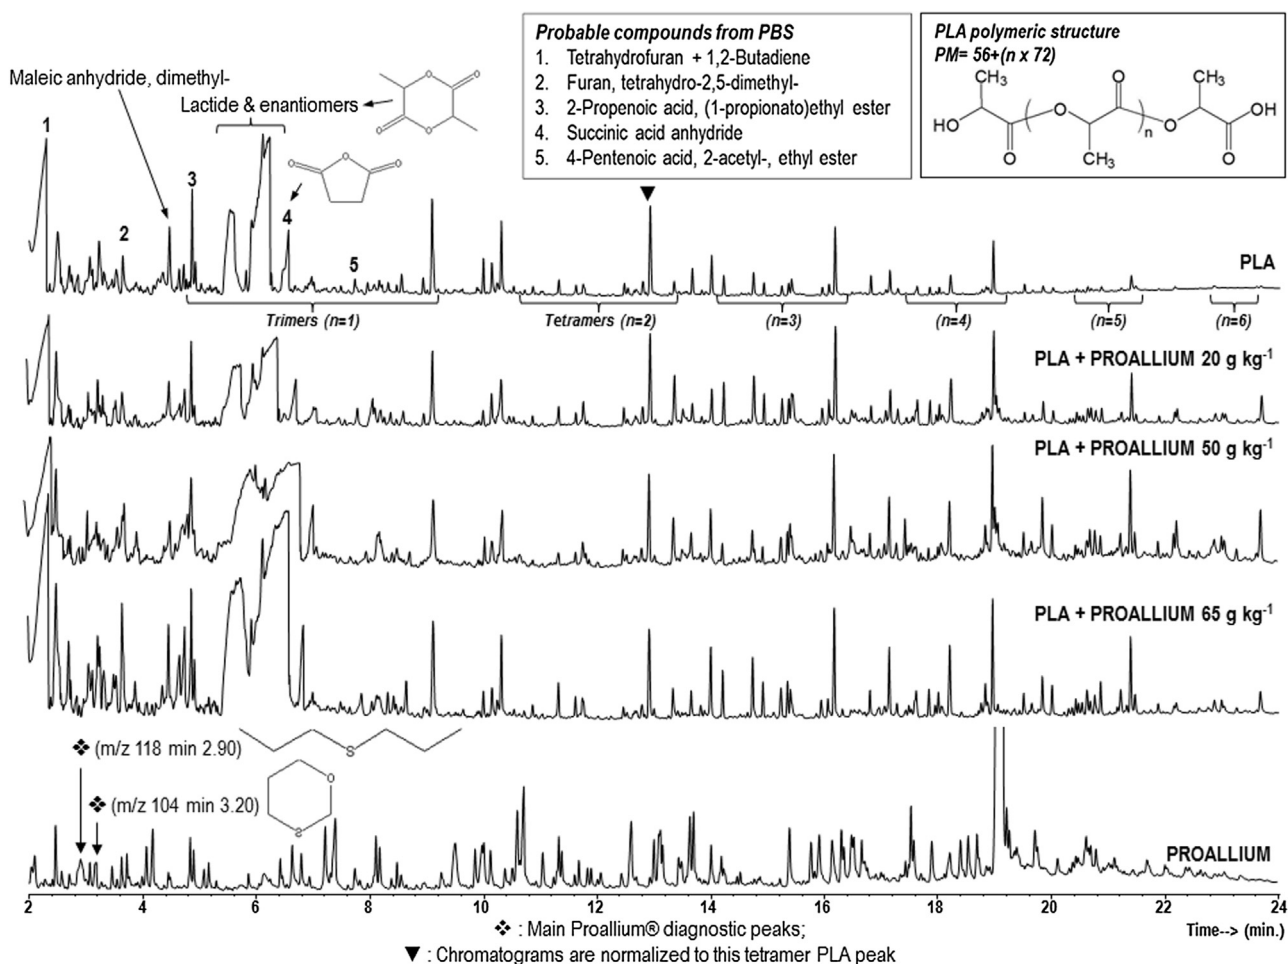 Probable compounds from PBS
1. Tetrahydrofuran + 1,2-Butadiene
2. Furan, tetrahydro-2,5-dimethyl-
3. 2-Propenoic acid, (1-propionato)ethyl ester
4. Succinic acid anhydride
5. 4-Pentenoic acid, 2-acetyl-, ethyl ester
PLA polymeric structure
PM= 56+(n x 72)
CH3
O
CH3
HO
O
O
OH
O
CH3
n
O
Maleic anhydride, dimethyl-
Lactide & enantiomers
O
O
O
O
O
O
O
1
2
3
4
5
PLA
Trimers (n=1)
Tetramers (n=2)
(n=3)
(n=4)
(n=5)
(n=6)
PLA + PROALLIUM 20 g kg-1
PLA + PROALLIUM 50 g kg-1
PLA + PROALLIUM 65 g kg-1
❖ (m/z 118 min 2.90)
S
❖ (m/z 104 min 3.20)
O
S
PROALLIUM
2 4 6 8 10 12 14 16 18 20 22 24
Time--> (min.)
❖ : Main Proallium® diagnostic peaks;
▼ : Chromatograms are normalized to this tetramer PLA peak